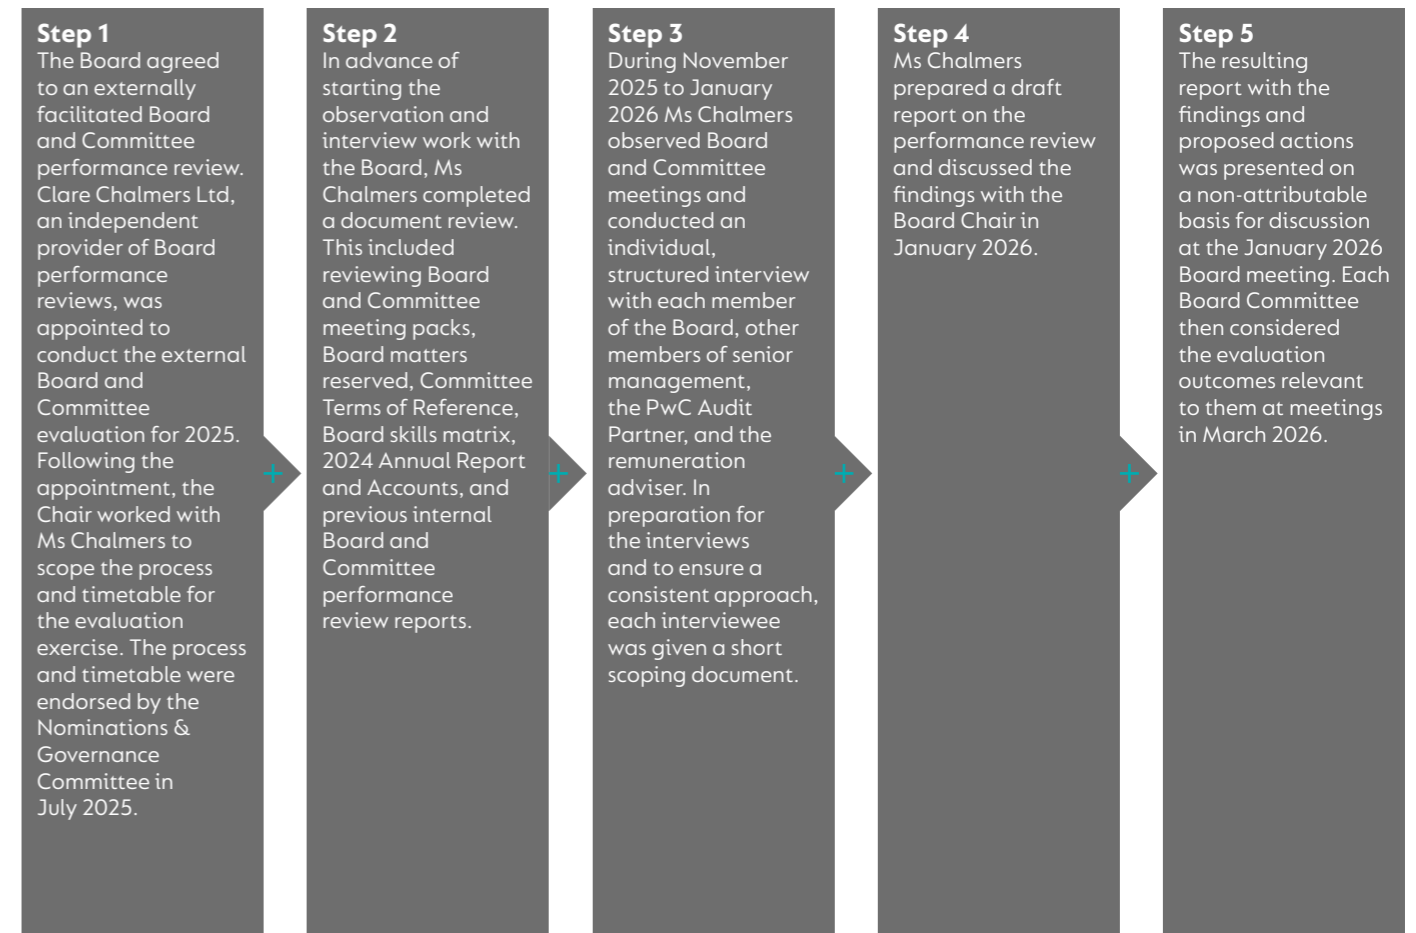 Step 1
The Board agreed
to an externally
facilitated Board
and Committee
performance review.
Clare Chalmers Ltd,
an independent
provider of Board
performance
reviews, was
appointed to
conduct the external
Board and
Committee
evaluation for 2025.
Following the
appointment, the
Chair worked with
Ms Chalmers to
scope the process
and timetable for
the evaluation
exercise. The process
and timetable were
endorsed by the
Nominations &
Governance
Committee in
July 2025.
+
Step 2
In advance of
starting the
observation and
interview work with
the Board, Ms
Chalmers completed
a document review.
This included
reviewing Board
and Committee
meeting packs,
Board matters
reserved, Committee
Terms of Reference,
Board skills matrix,
2024 Annual Report
and Accounts, and
previous internal
Board and
Committee
performance
review reports.
+
Step 3
During November
2025 to January
2026 Ms Chalmers
observed Board
and Committee
meetings and
conducted an
individual,
structured interview
with each member
of the Board, other
members of senior
management,
the PwC Audit
Partner, and the
remuneration
adviser. In
preparation for
the interviews
and to ensure a
consistent approach,
each interviewee
was given a short
scoping document.
+
Step 4
Ms Chalmers
prepared a draft
report on the
performance review
and discussed the
findings with the
Board Chair in
January 2026.
+
Step 5
The resulting
report with the
findings and
proposed actions
was presented on
a non-attributable
basis for discussion
at the January 2026
Board meeting. Each
Board Committee
then considered
the evaluation
outcomes relevant
to them at meetings
in March 2026.